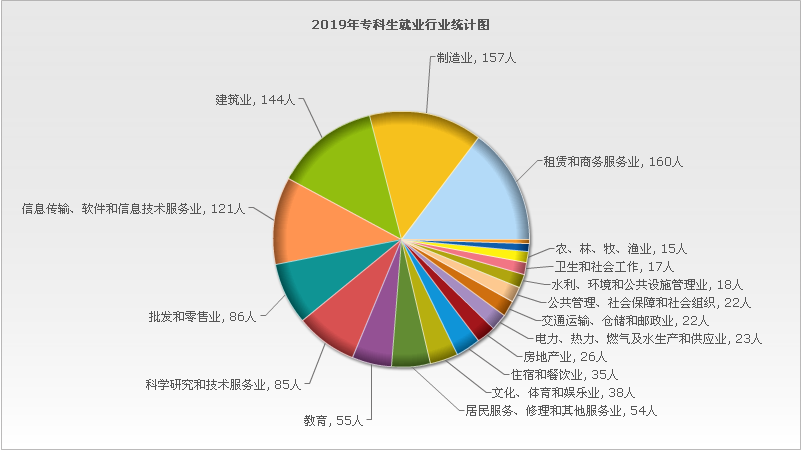 2019年专科生就业行业统计图
制造业, 157人
建筑业, 144人
租赁和商务服务业, 160人
信息传输、软件和信息技术服务业, 121人
农、林、牧、渔业, 15人
卫生和社会工作, 17人
水利、环境和公共设施管理业, 18人
公共管理、社会保障和社会组织, 22人
批发和零售业, 86人
交通运输、仓储和邮政业, 22人
电力、热力、燃气及水生产和供应业, 23人
房地产业, 26人
住宿和餐饮业, 35人
科学研究和技术服务业, 85人
文化、体育和娱乐业, 38人
居民服务、修理和其他服务业, 54人
教育, 55人